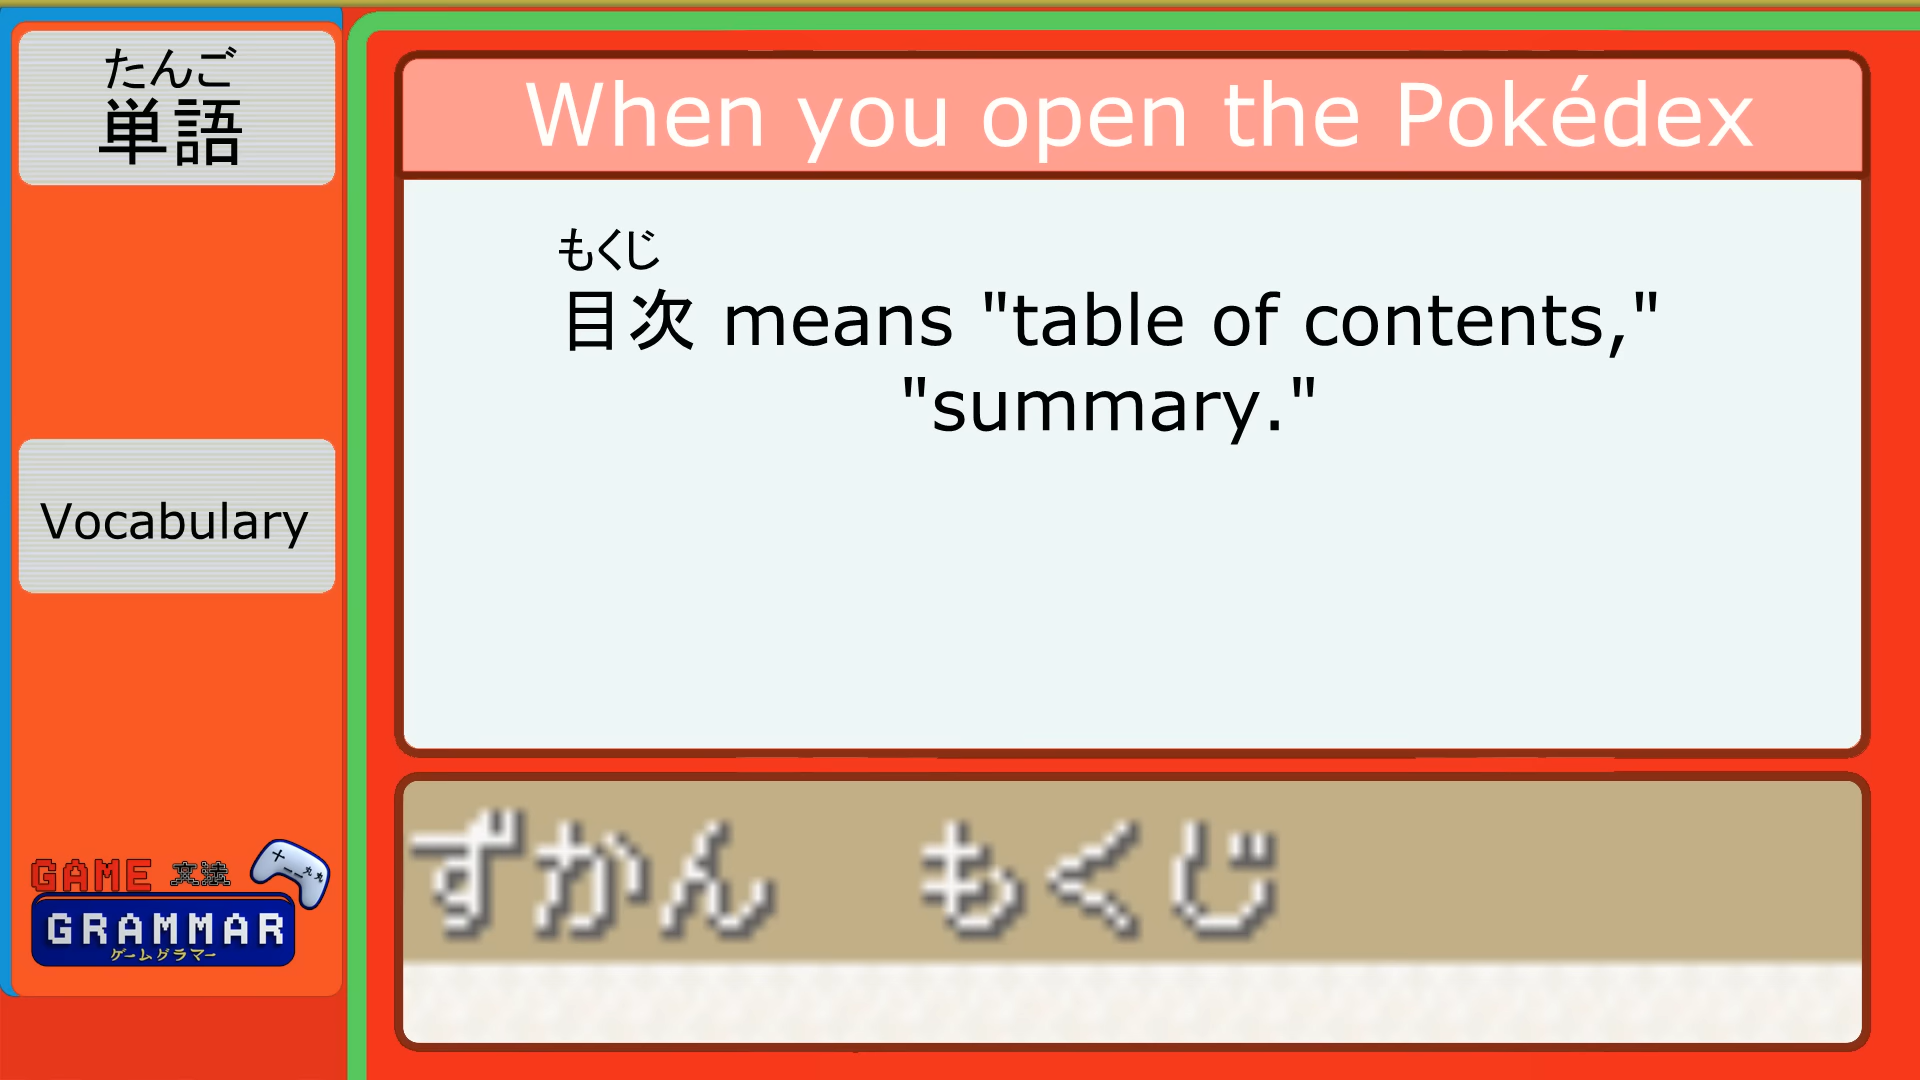 たんご
単語
Vocabulary
GAME 文法
GRAMMAR
ゲームグラマー
When you open the Pokédex
もくじ
目次 means "table of contents,"
"summary."
ずかん　もくじ